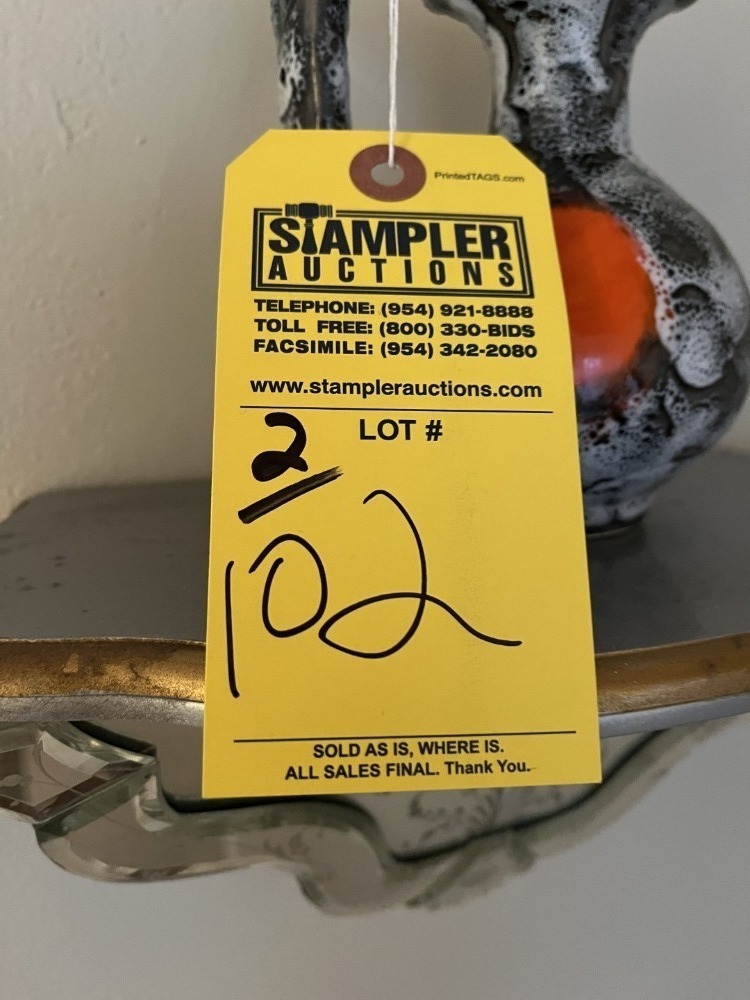 PrintedTAGS.com
STAMPLER
AUCTIONS
TELEPHONE: (954) 921-8888
TOLL FREE: (800) 330-BIDS
FACSIMILE: (954) 342-2080
www.stamplerauctions.com
LOT #
2/
102
SOLD AS IS, WHERE IS.
ALL SALES FINAL. Thank You.